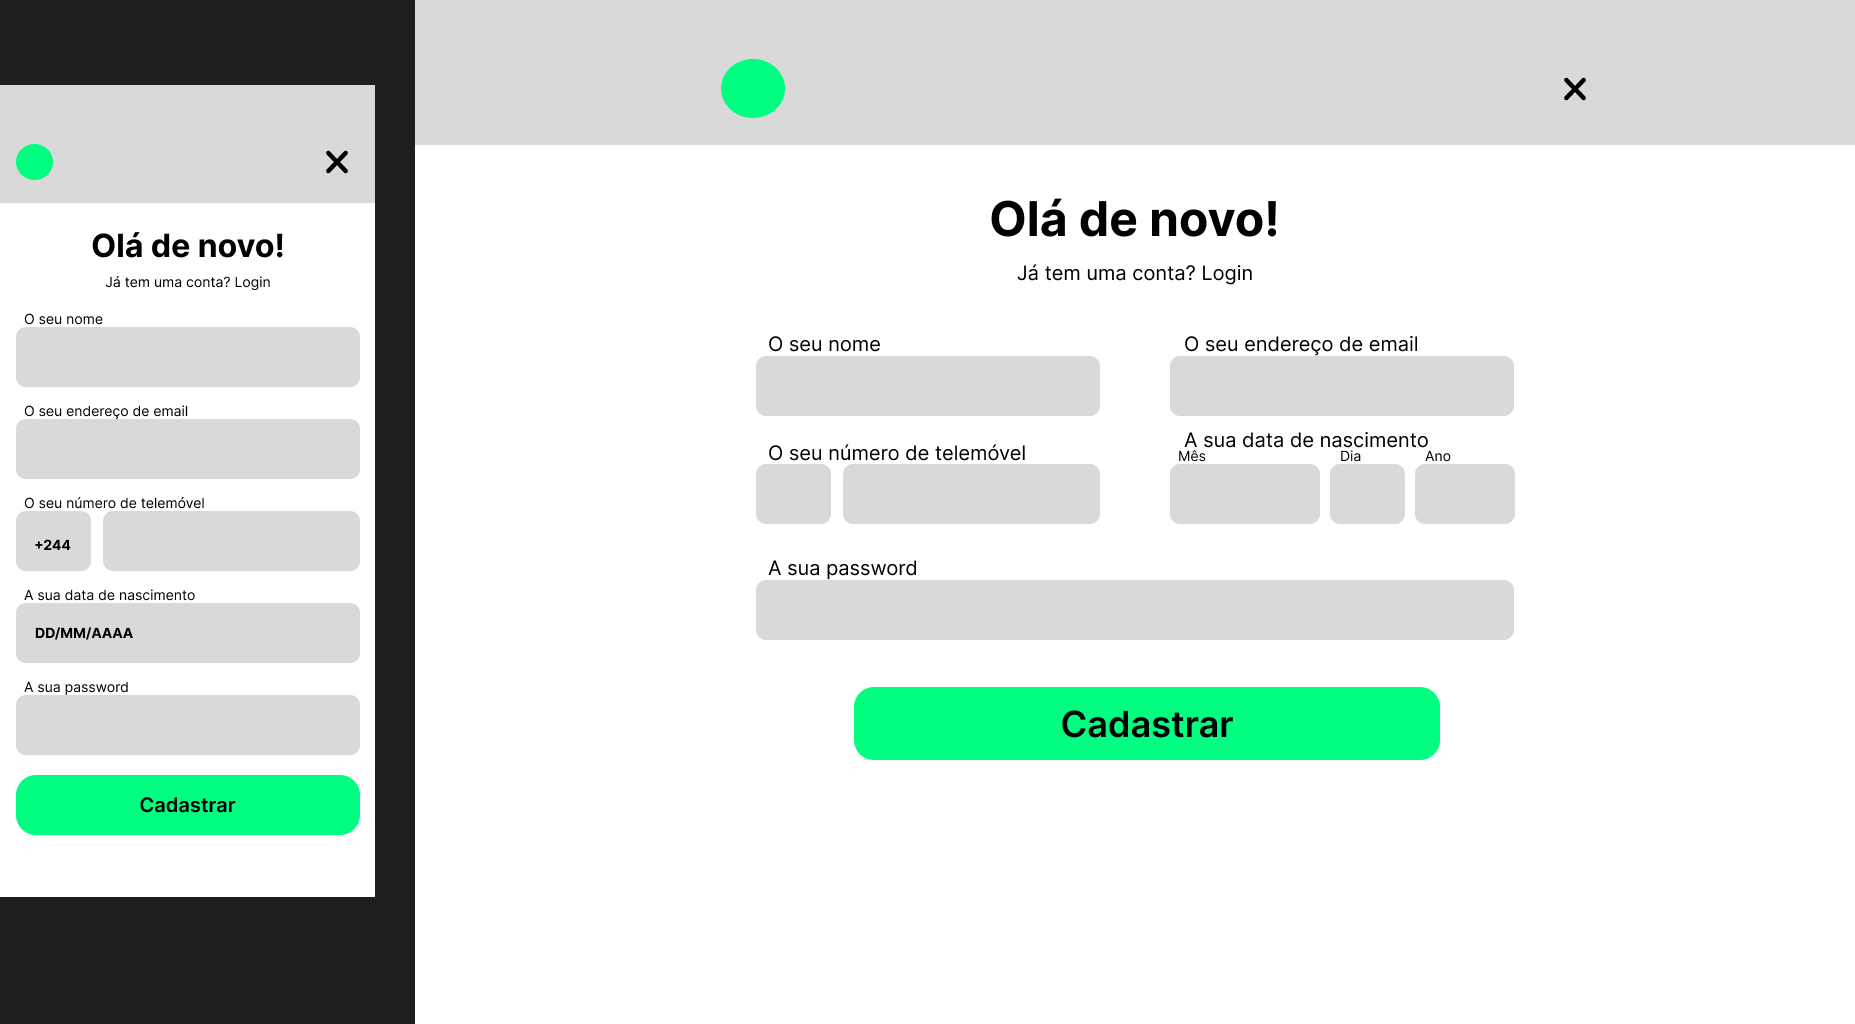 Olá de novo!
Já tem uma conta? Login
O seu nome
O seu endereço de email
O seu número de telemóvel
+244
A sua data de nascimento
DD/MM/AAAA
A sua password
Cadastrar
Olá de novo!
Já tem uma conta? Login
O seu nome
O seu endereço de email
O seu número de telemóvel
A sua data de nascimento
Mês Dia Ano
A sua password
Cadastrar